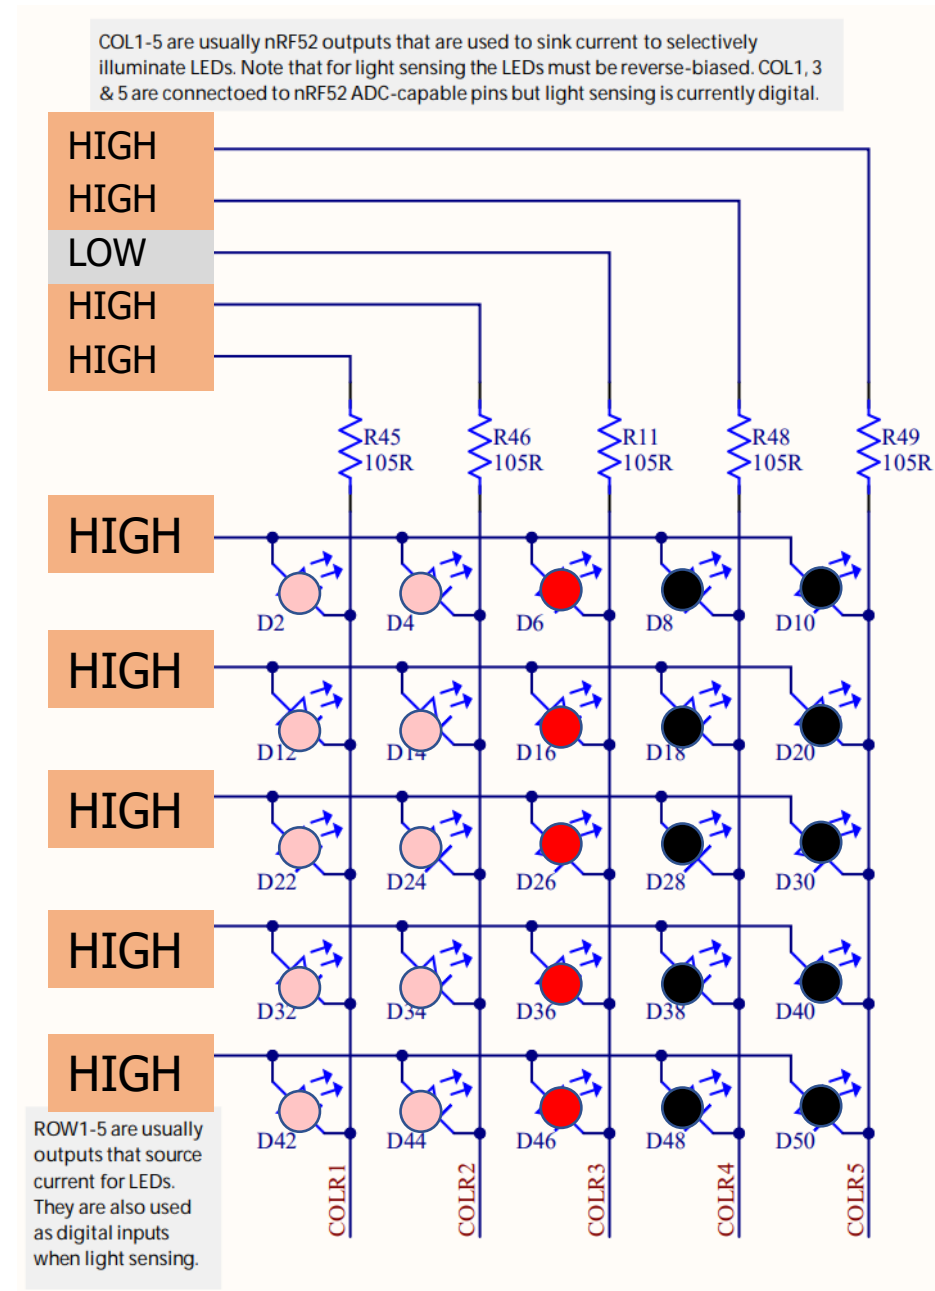 COL1-5 are usually nRF52 outputs that are used to sink current to selectively
illuminate LEDs. Note that for light sensing the LEDs must be reverse-biased. COL1, 3
& 5 are connectoed to nRF52 ADC-capable pins but light sensing is currently digital.
HIGH
HIGH
LOW
HIGH
HIGH
R45 R46 R11 R48 R49
105R 105R 105R 105R 105R
HIGH
D2 D4 D6 D8 D10
HIGH
D12 D14 D16 D18 D20
HIGH
D22 D24 D26 D28 D30
HIGH
D32 D34 D36 D38 D40
HIGH
D42 D44 D46 D48 D50
ROW1-5 are usually
outputs that source
current for LEDs.
They are also used
as digital inputs
when light sensing.
COLR1 COLR2 COLR3 COLR4 COLR5